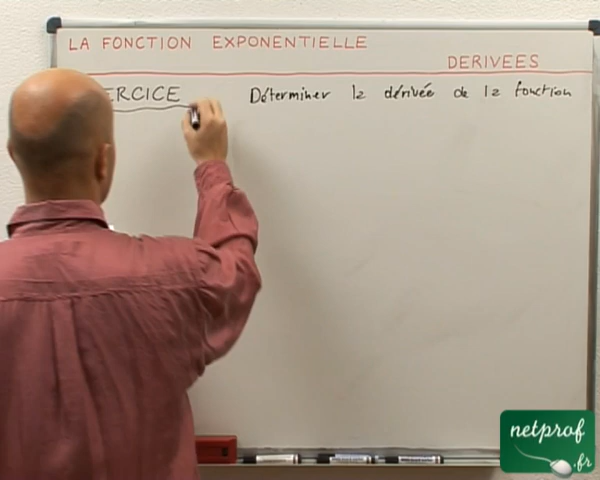 LA FONCTION EXPONENTIELLE
DERIVEES
ERCICE Déterminer la dérivée de la fonction
netprof
.fr